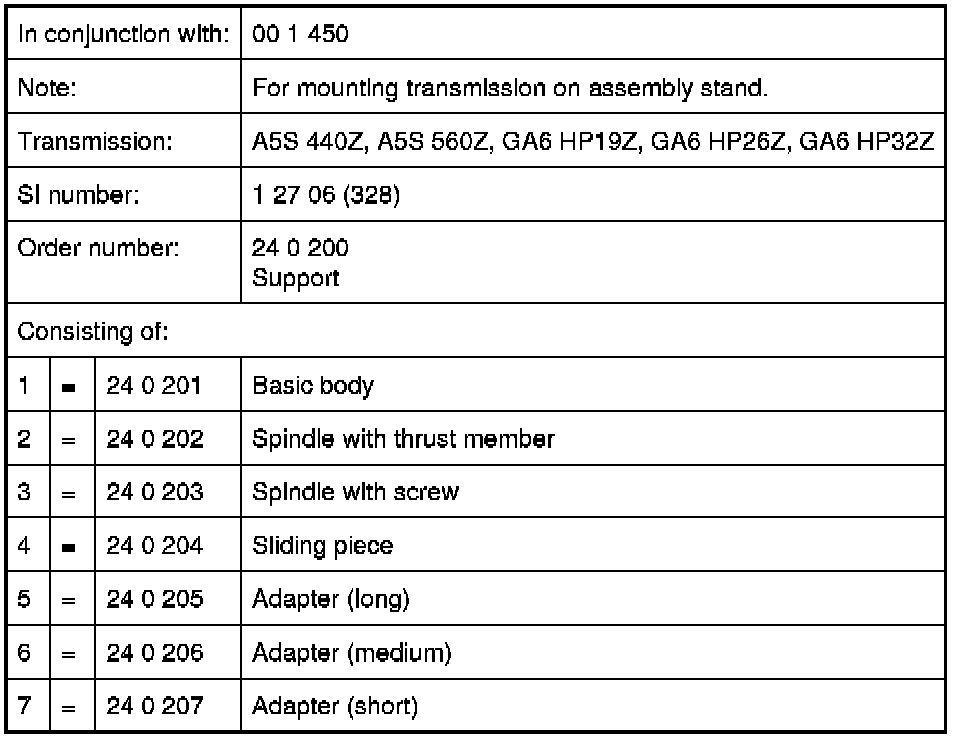 In conjunction with: 00 1 450
Note: For mounting transmission on assembly stand.
Transmission: A5S 440Z, A5S 560Z, GA6 HP19Z, GA6 HP26Z, GA6 HP32Z
SI number: 1 27 06 (328)
Order number: 24 0 200
Support
Consisting of:
1 = 24 0 201 Basic body
2 = 24 0 202 Spindle with thrust member
3 = 24 0 203 Spindle with screw
4 = 24 0 204 Sliding piece
5 = 24 0 205 Adapter (long)
6 = 24 0 206 Adapter (medium)
7 = 24 0 207 Adapter (short)